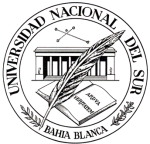 UNIVERSIDAD NACIONAL DEL SUR
BAHIA BLANCA